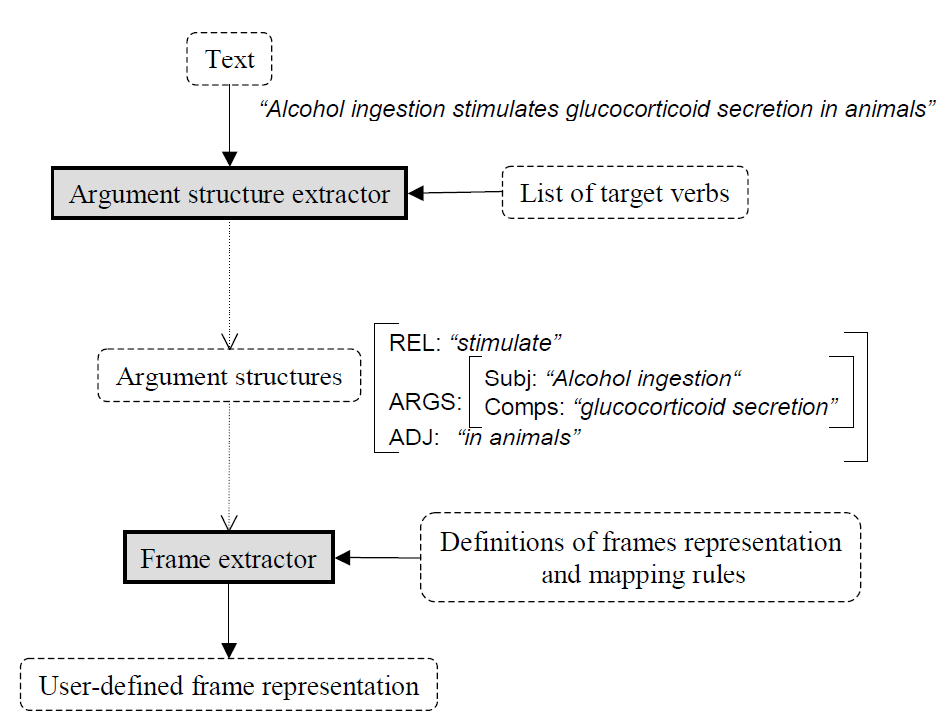 Text
“Alcohol ingestion stimulates glucocorticoid secretion in animals”
Argument structure extractor
List of target verbs
Argument structures
REL: “stimulate”
ARGS:
Subj: “Alcohol ingestion“
Comps: “glucocorticoid secretion”
ADJ: “in animals”
Frame extractor
Definitions of frames representation
and mapping rules
User-defined frame representation